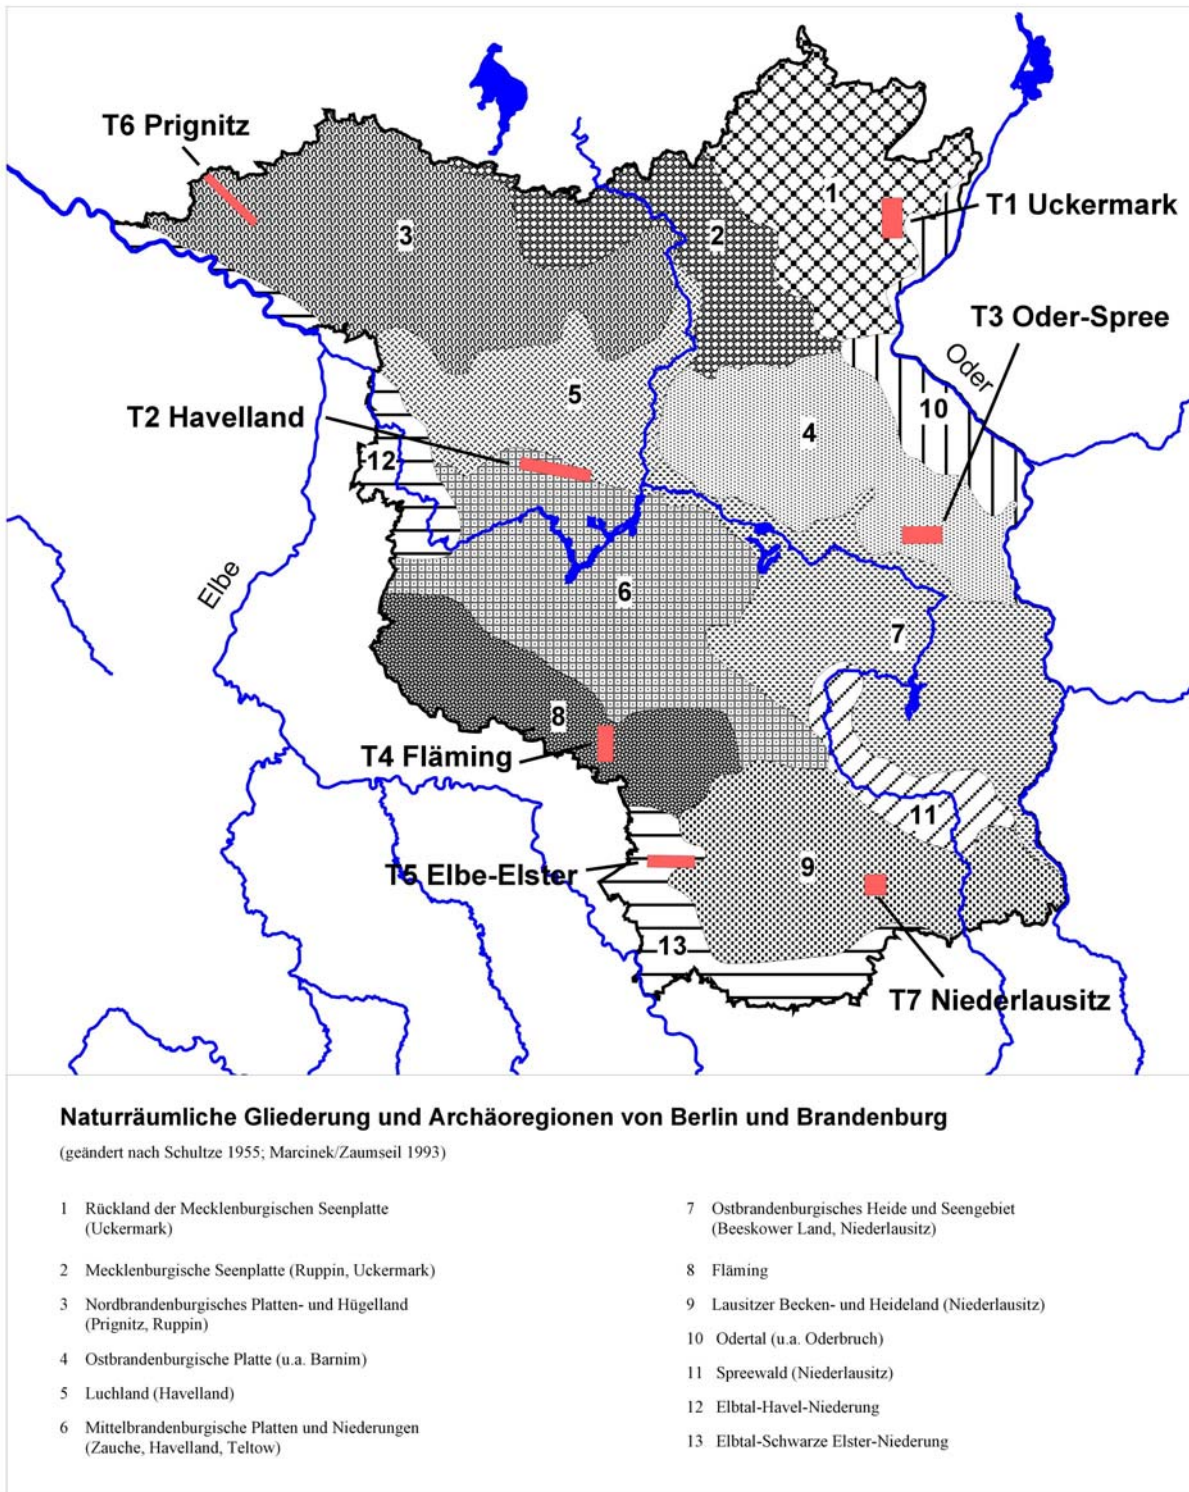 T6 Prignitz
1
T1 Uckermark
3
2
T3 Oder-Spree
Oder
5
T2 Havelland
10
4
12
Elbe
6
7
8
T4 Fläming
11
T5 Elbe-Elster
9
13
T7 Niederlausitz
Naturräumliche Gliederung und Archäoregionen von Berlin und Brandenburg
(geändert nach Schultze 1955; Marcinek/Zaumseil 1993)
1 Rückland der Mecklenburgischen Seenplatte
(Uckermark)
2 Mecklenburgische Seenplatte (Ruppin, Uckermark)
3 Nordbrandenburgisches Platten- und Hügelland
(Prignitz, Ruppin)
4 Ostbrandenburgische Platte (u.a. Barnim)
5 Luchland (Havelland)
6 Mittelbrandenburgische Platten und Niederungen
(Zauche, Havelland, Teltow)
7 Ostbrandenburgisches Heide und Seengebiet
(Beeskower Land, Niederlausitz)
8 Fläming
9 Lausitzer Becken- und Heideland (Niederlausitz)
10 Odertal (u.a. Oderbruch)
11 Spreewald (Niederlausitz)
12 Elbtal-Havel-Niederung
13 Elbtal-Schwarze Elster-Niederung